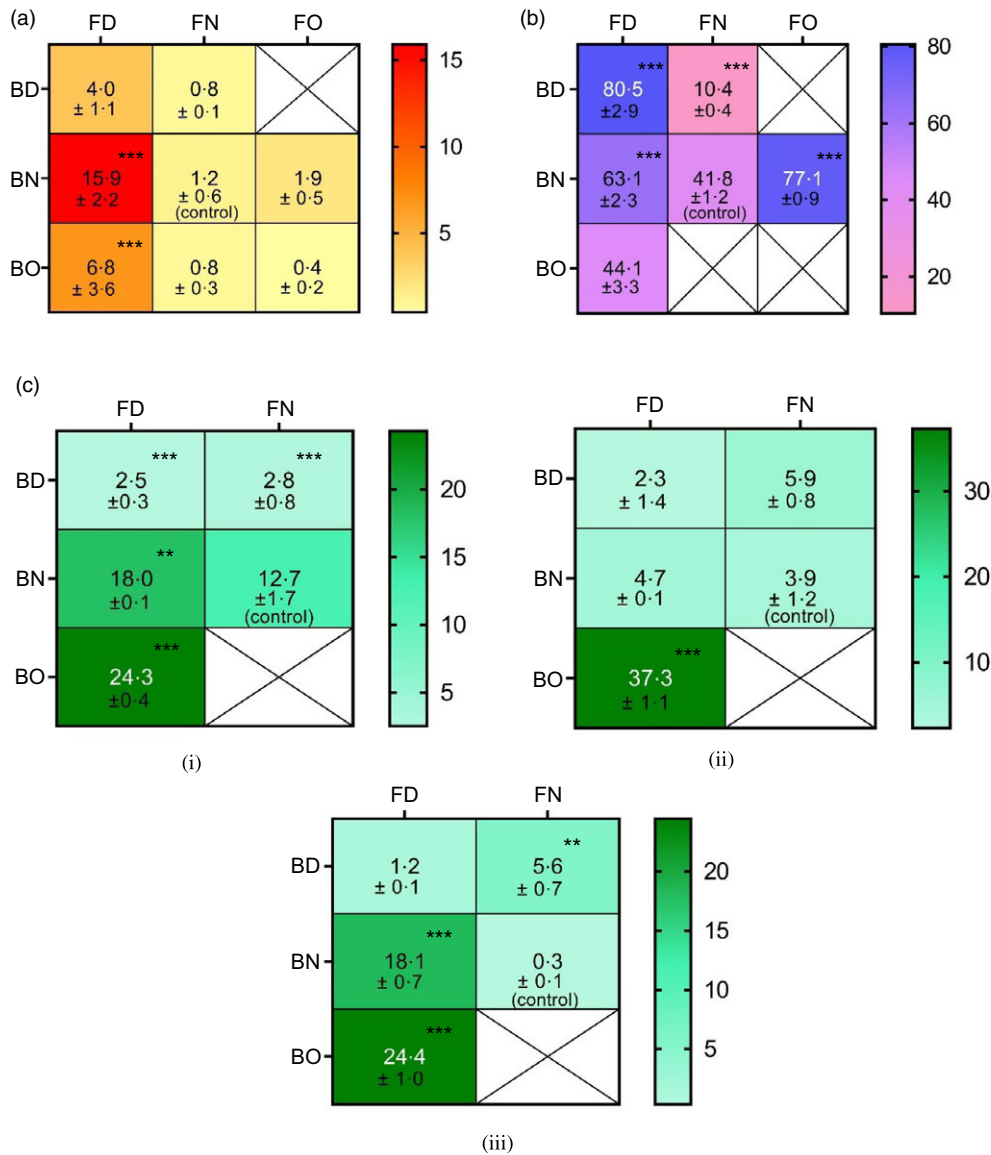 (a)
FD FN FO
BD
4·0
± 1·1
0·8
± 0·1
BN
***
15·9
± 2·2
1·2
± 0·6
(control)
1·9
± 0·5
BO
***
6·8
± 3·6
0·8
± 0·3
0·4
± 0·2
15
10
5
(b)
FD FN FO
BD
***
80·5
±2·9
***
10·4
±0·4
BN
***
63·1
±2·3
41·8
±1·2
(control)
***
77·1
±0·9
BO
44·1
±3·3
80
60
40
20
(c)
FD FN
BD
***
2·5
±0·3
***
2·8
±0·8
BN
**
18·0
±0·1
12·7
±1·7
(control)
BO
***
24·3
±0·4
20
15
10
5
(i)
FD FN
BD
2·3
± 1·4
5·9
± 0·8
BN
4·7
± 0·1
3·9
± 1·2
(control)
BO
***
37·3
± 1·1
30
20
10
(ii)
FD FN
BD
1·2
± 0·1
**
5·6
± 0·7
BN
***
18·1
± 0·7
0·3
± 0·1
(control)
BO
***
24·4
± 1·0
20
15
10
5
(iii)